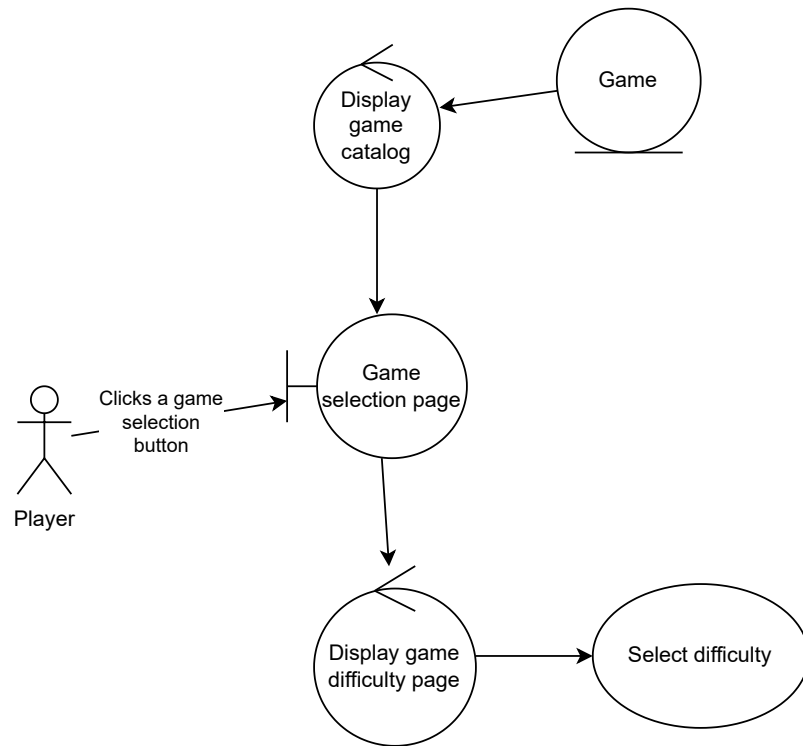 Display
game
catalog
Game
Game
selection page
Clicks a game
selection
button
Player
Display game
difficulty page
Select difficulty